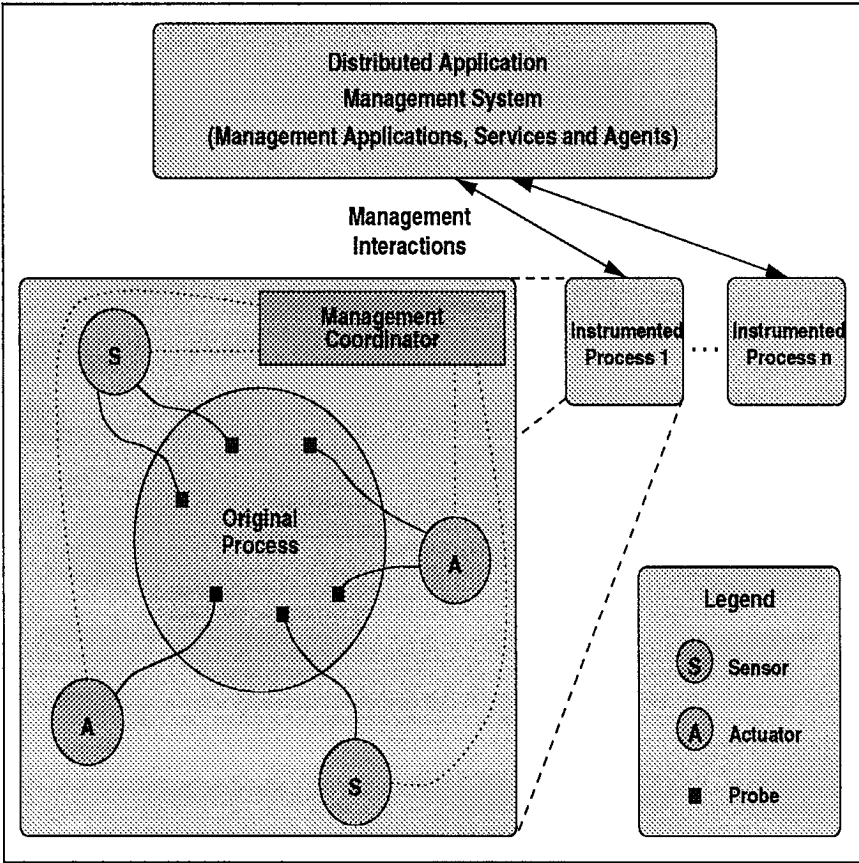 Distributed Application
Management System
(Management Applications, Services and Agents)
Management
Interactions
Management
Coordinator
Instrumented
Process 1
...
Instrumented
Process n
S
Original
Process
A
A
S
Legend
S Sensor
A Actuator
Probe